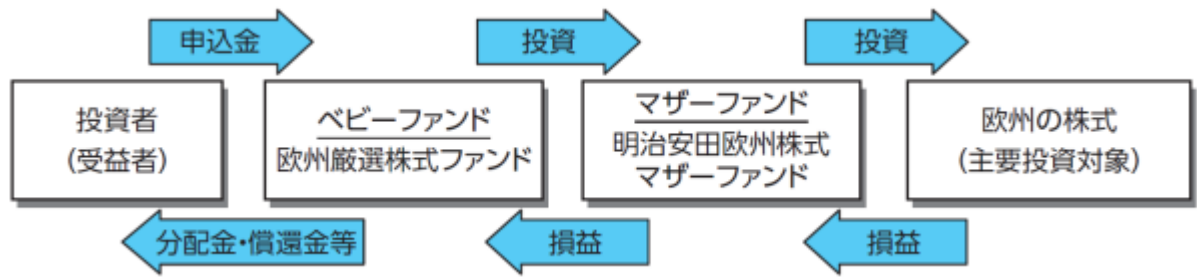 申込金
投資
投資
投資者
(受益者)
ベビーファンド
欧州厳選株式ファンド
マザーファンド
明治安田欧州株式
マザーファンド
欧州の株式
(主要投資対象)
分配金・償還金等
損益
損益